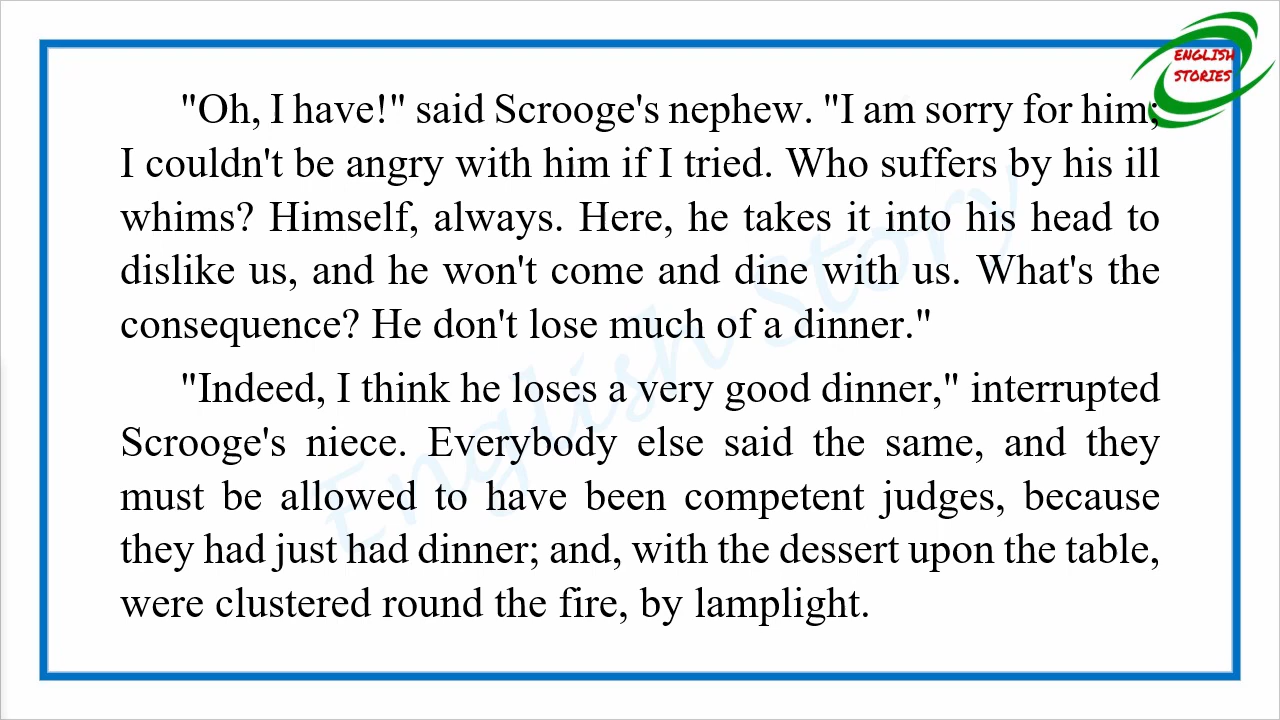 ENGLISH
STORIES
"Oh, I have!" said Scrooge's nephew. "I am sorry for him;
I couldn't be angry with him if I tried. Who suffers by his ill
whims? Himself, always. Here, he takes it into his head to
dislike us, and he won't come and dine with us. What's the
consequence? He don't lose much of a dinner."
"Indeed, I think he loses a very good dinner," interrupted
Scrooge's niece. Everybody else said the same, and they
must be allowed to have been competent judges, because
they had just had dinner; and, with the dessert upon the table,
were clustered round the fire, by lamplight.
English Story